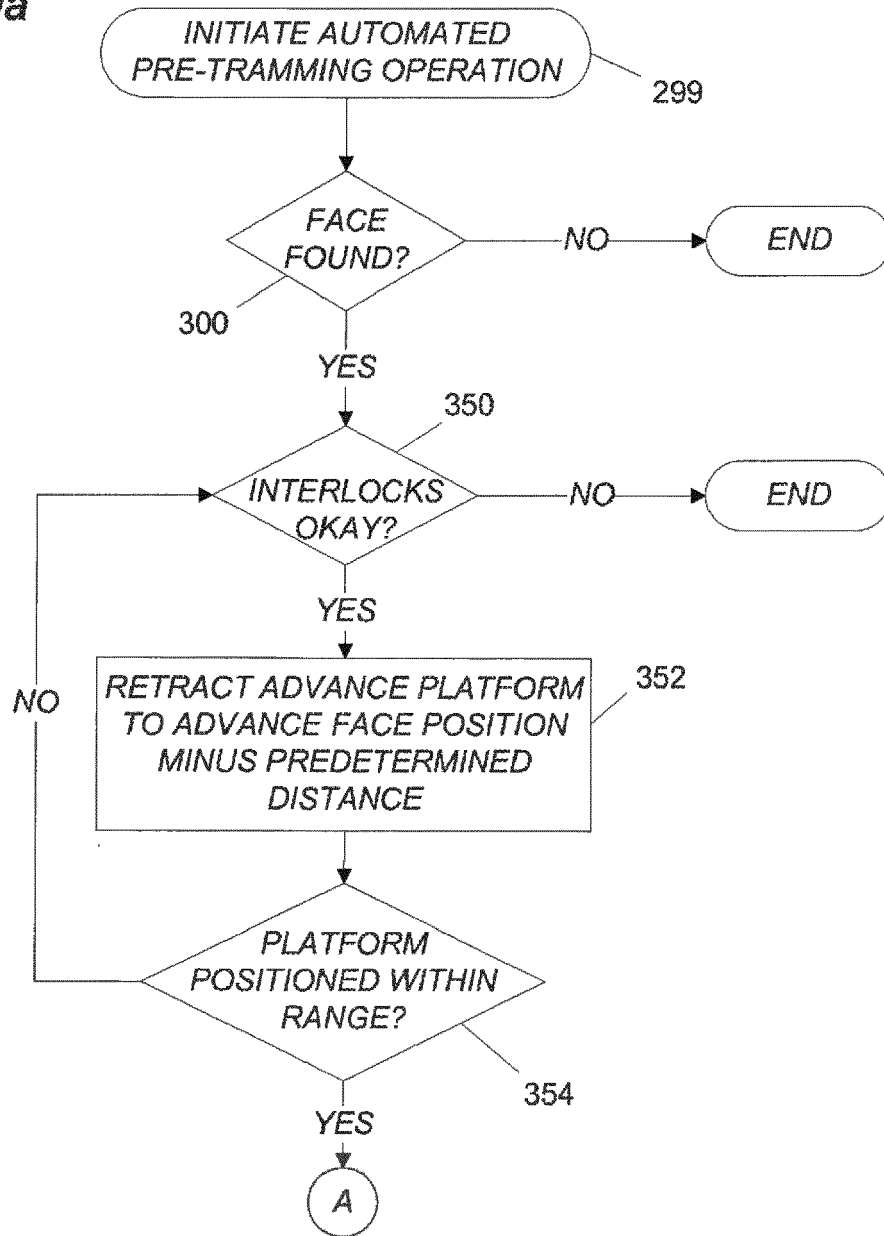 INITIATE AUTOMATED
PRE-TRAMMING OPERATION
299
FACE
FOUND?
NO
END
300
YES
350
INTERLOCKS
OKAY?
NO
END
YES
RETRACT ADVANCE PLATFORM
TO ADVANCE FACE POSITION
MINUS PREDETERMINED
DISTANCE
352
NO
PLATFORM
POSITIONED WITHIN
RANGE?
354
YES
A